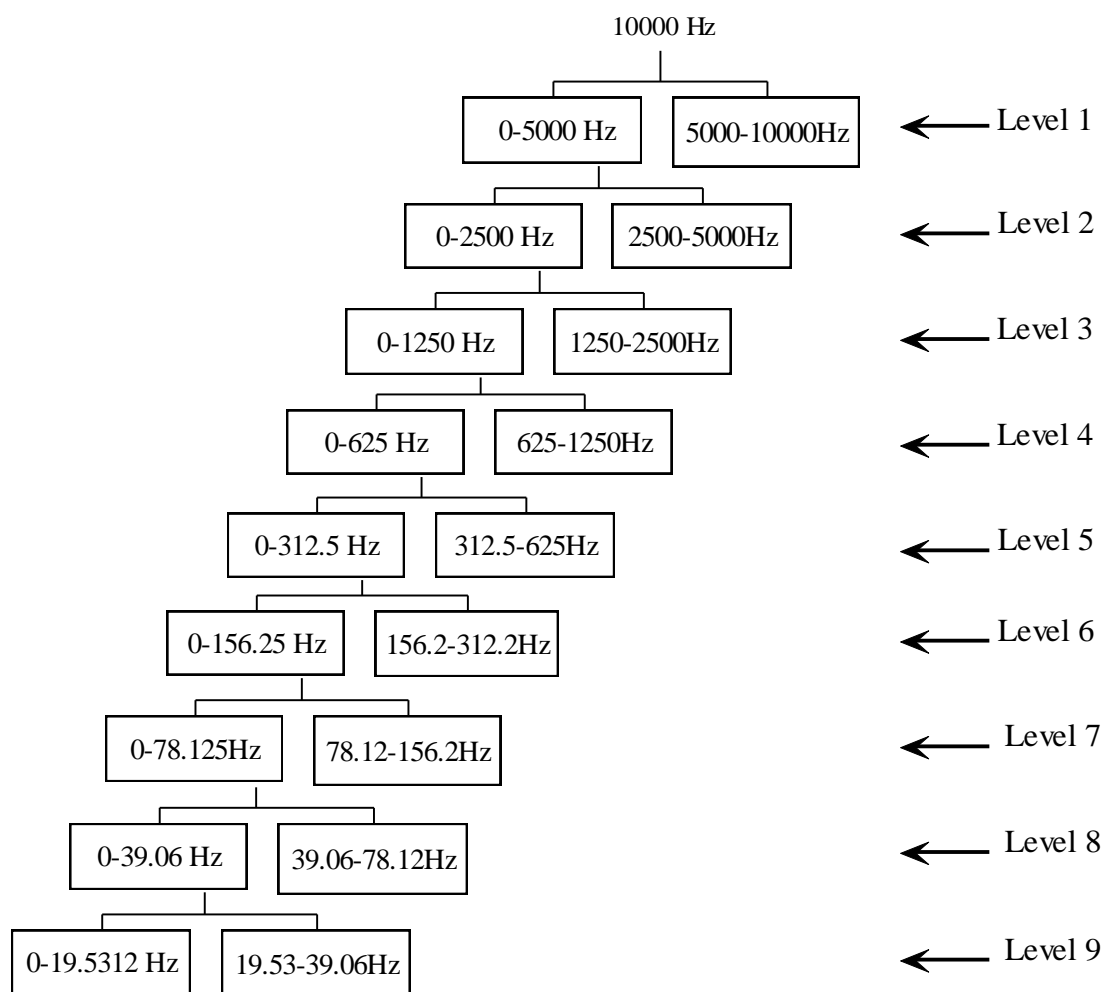 10000 Hz
0-5000 Hz
5000-10000Hz
Level 1
0-2500 Hz
2500-5000Hz
Level 2
0-1250 Hz
1250-2500Hz
Level 3
0-625 Hz
625-1250Hz
Level 4
0-312.5 Hz
312.5-625Hz
Level 5
0-156.25 Hz
156.2-312.2Hz
Level 6
0-78.125Hz
78.12-156.2Hz
Level 7
0-39.06 Hz
39.06-78.12Hz
Level 8
0-19.5312 Hz
19.53-39.06Hz
Level 9